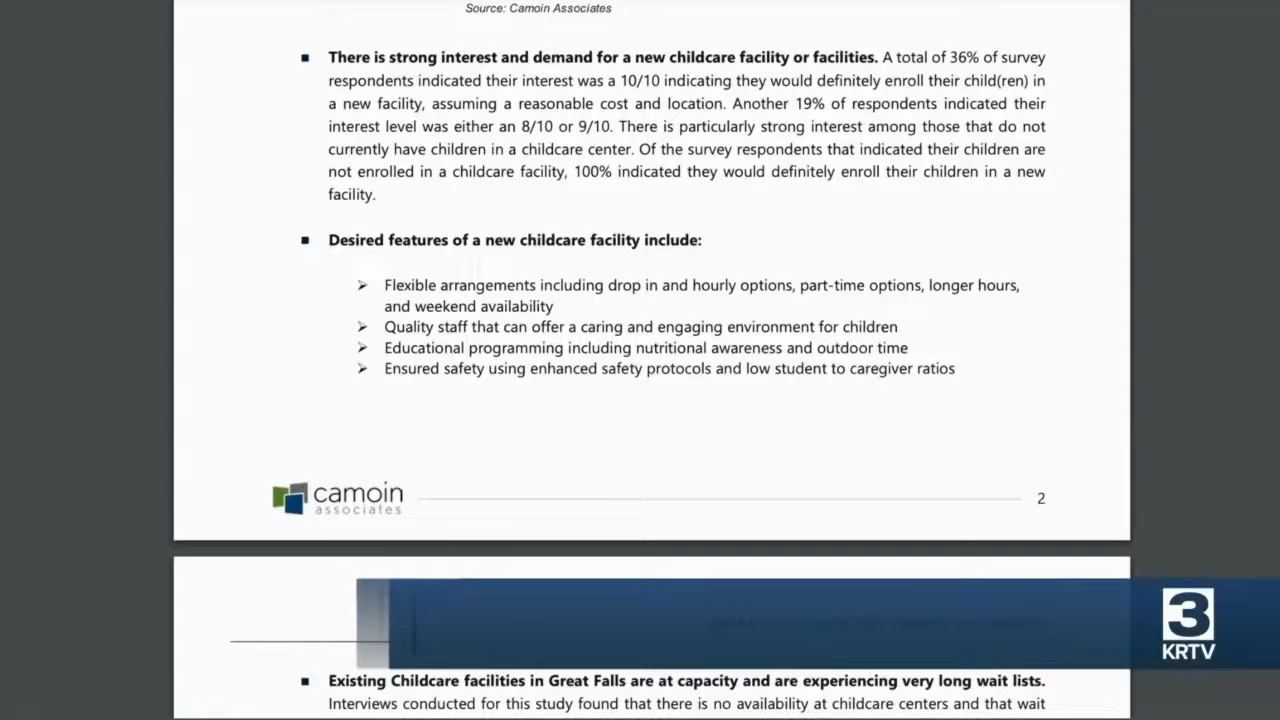 Source: Camoin Associates
■ There is strong interest and demand for a new childcare facility or facilities. A total of 36% of survey
respondents indicated their interest was a 10/10 indicating they would definitely enroll their child(ren) in
a new facility, assuming a reasonable cost and location. Another 19% of respondents indicated their
interest level was either an 8/10 or 9/10. There is particularly strong interest among those that do not
currently have children in a childcare center. Of the survey respondents that indicated their children are
not enrolled in a childcare facility, 100% indicated they would definitely enroll their children in a new
facility.
■ Desired features of a new childcare facility include:
➢ Flexible arrangements including drop in and hourly options, part-time options, longer hours,
and weekend availability
➢ Quality staff that can offer a caring and engaging environment for children
➢ Educational programming including nutritional awareness and outdoor time
➢ Ensured safety using enhanced safety protocols and low student to caregiver ratios
camoin
associates
2
3
KRTV
■ Existing Childcare facilities in Great Falls are at capacity and are experiencing very long wait lists.
Interviews conducted for this study found that there is no availability at childcare centers and that wait